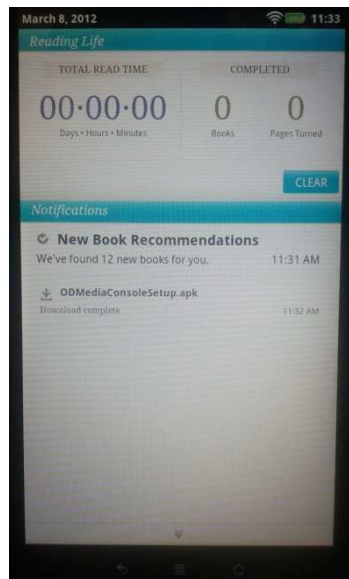 March 8, 2012 11:33
Reading Life
TOTAL READ TIME COMPLETED
00·00·00 0 0
Days • Hours • Minutes Books Pages Turned
CLEAR
Notifications
New Book Recommendations
We've found 12 new books for you. 11:31 AM
ODMediaConsoleSetup.apk
Download complete 11:32 AM